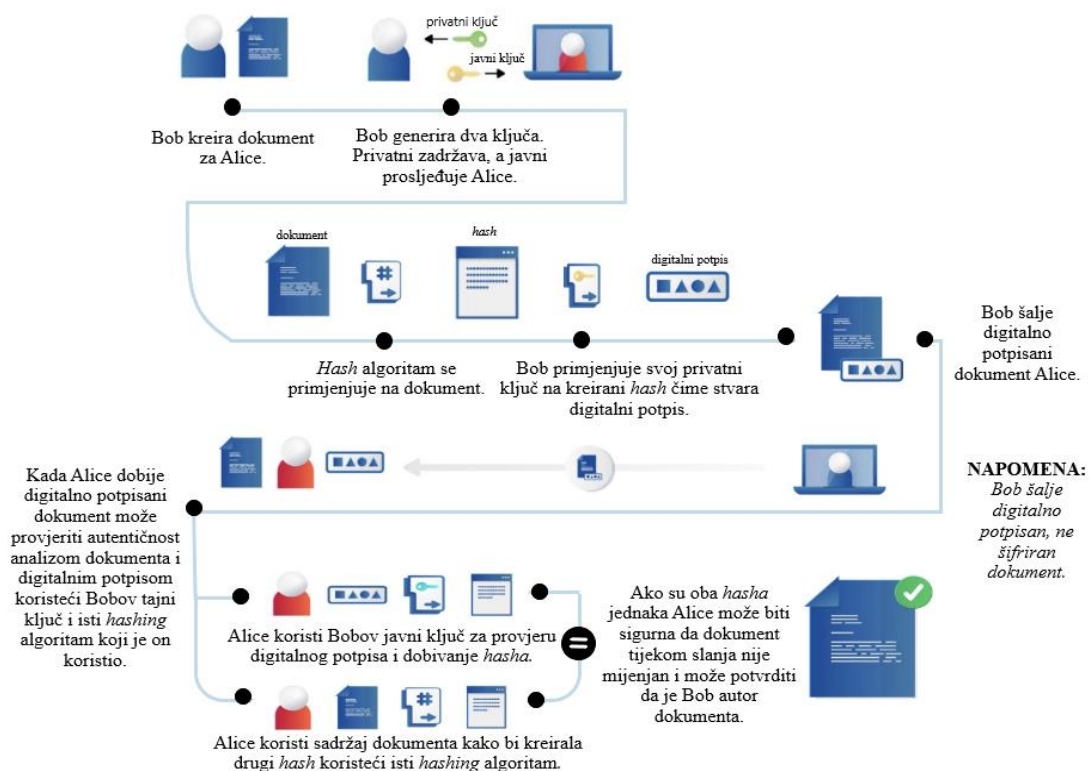 privatni ključ
javni ključ
Bob kreira dokument
za Alice.
Bob generira dva ključa.
Privatni zadržava, a javni
prosljeđuje Alice.
dokument
hash
digitalni potpis
#
Hash algoritam se
primjenjuje na dokument.
Bob primjenjuje svoj privatni
ključ na kreirani hash čime stvara
digitalni potpis.
Bob šalje
digitalno
potpisani
dokument Alice.
Kada Alice dobije
digitalno potpisani
dokument može
provjeriti autentičnost
analizom dokumenta i
digitalnim potpisom
koristeći Bobov tajni
ključ i isti hashing
algoritam koji je on
koristio.
NAPOMENA:
Bob šalje
digitalno
potpisan, ne
šifriran
dokument.
Alice koristi Bobov javni ključ za provjeru
digitalnog potpisa i dobivanje hasha.
=
Ako su oba hasha
jednaka Alice može biti
sigurna da dokument
tijekom slanja nije
mijenjan i može potvrditi
da je Bob autor
dokumenta.
#
Alice koristi sadržaj dokumenta kako bi kreirala
drugi hash koristeći isti hashing algoritam.